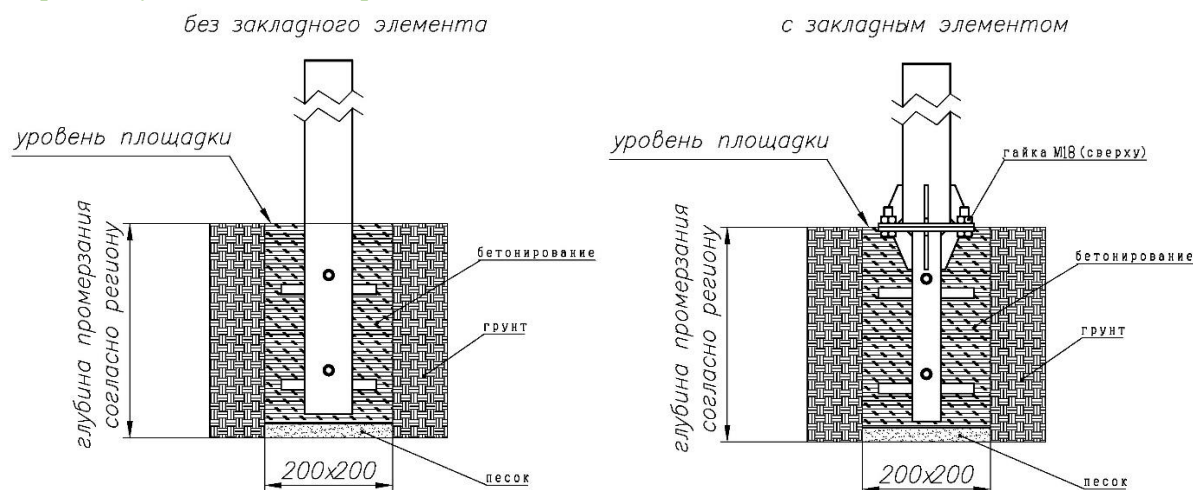 без закладного элемента
уровень площадки
глубина промерзания
согласно региону
бетонирование
грунт
песок
200х200
с закладным элементом
уровень площадки
гайка М18 (сверху)
глубина промерзания
согласно региону
бетонирование
грунт
песок
200х200